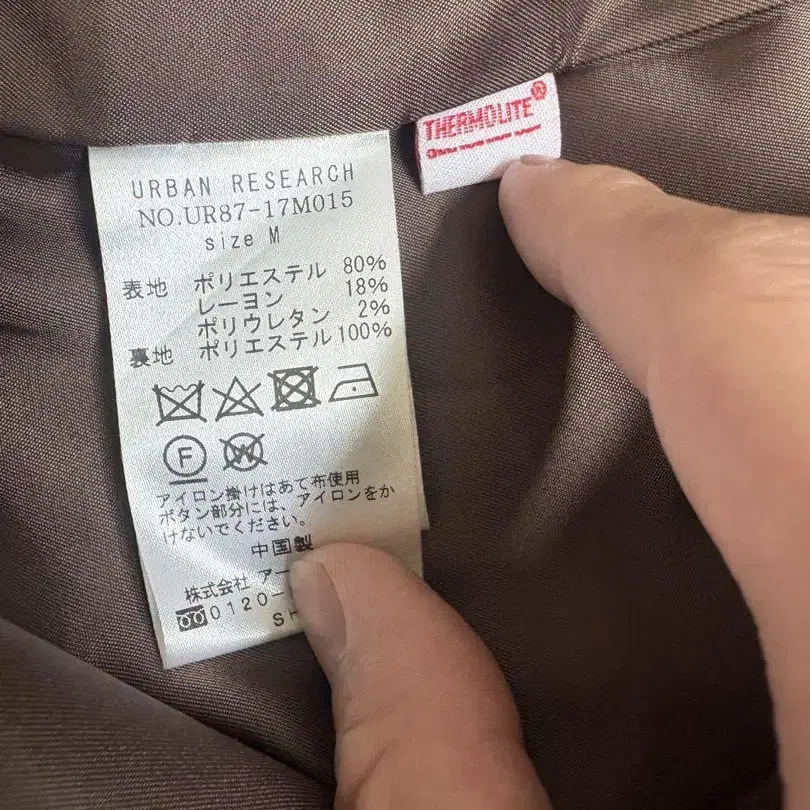 URBAN RESEARCH
NO.UR87-17M015
size M
表地 ポリエステル 80%
レーヨン 18%
ポリウレタン 2%
裏地 ポリエステル 100%
F
W
アイロン掛けはあて布使用
ボタン部分には、アイロンをか
けないでください。
中国製
株式会社 アー
0120-
SH
THERMOLITE®